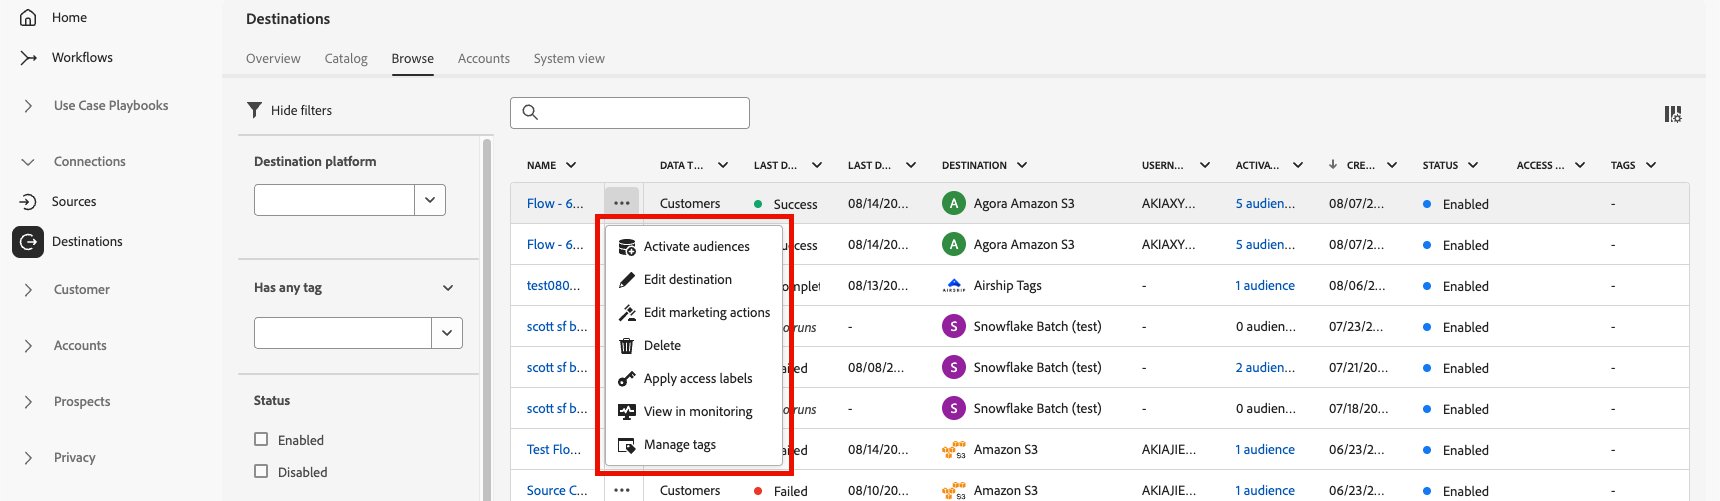 Home
Workflows
Use Case Playbooks
Connections
Sources
Destinations
Customer
Accounts
Prospects
Privacy
Destinations
Overview Catalog Browse Accounts System view
Hide filters
Destination platform
Has any tag
Status
Enabled
Disabled
NAME DATA T... LAST D... LAST D... DESTINATION USERN... ACTIVA... CRE... STATUS ACCESS ... TAGS
Flow - 6... ... Customers Success 08/14/20... A Agora Amazon S3 AKIAXY... 5 audien... 08/07/2... Enabled -
Flow - 6... uccess 08/14/20... A Agora Amazon S3 AKIAXY... 5 audien... 08/07/2... Enabled -
test080... omplet 08/13/20... AIRSHIP Airship Tags - 1 audience 08/06/2... Enabled -
scott sf b... o runs - S Snowflake Batch (test) - 0 audien... 07/23/2... Enabled -
scott sf b... ailed 08/08/2... S Snowflake Batch (test) - 2 audien... 07/21/20... Enabled -
scott sf b... o runs - S Snowflake Batch (test) - 0 audien... 07/18/20... Enabled -
Test Flo... ailed 08/14/20... S3 Amazon S3 AKIAJIE... 1 audience 06/23/2... Enabled -
Source C... ... Customers Failed 08/10/20... S3 Amazon S3 AKIAJIE... 1 audience 06/23/2... Enabled -
Activate audiences
Edit destination
Edit marketing actions
Delete
Apply access labels
View in monitoring
Manage tags